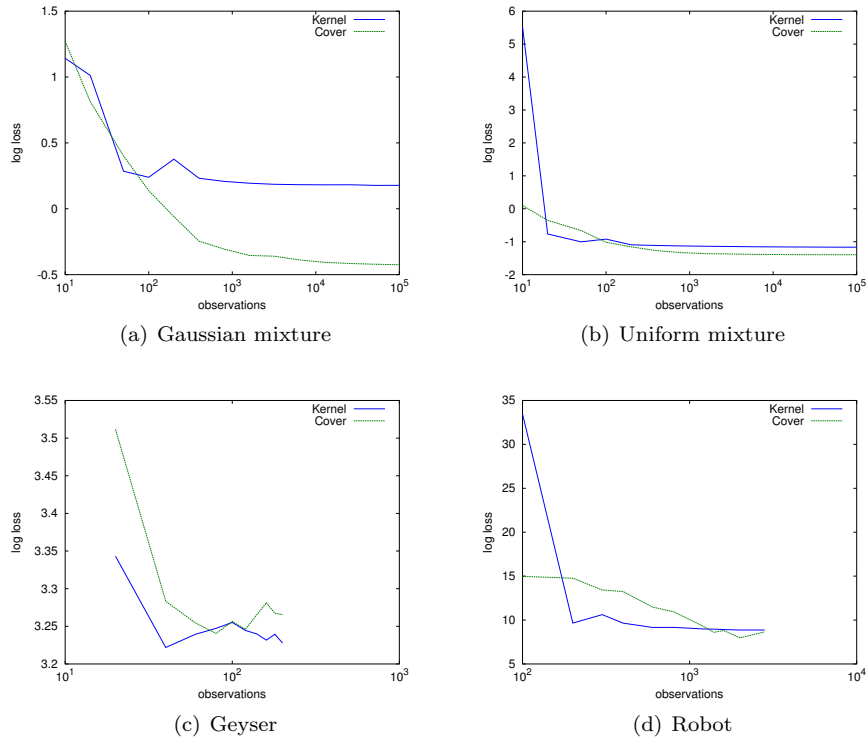 1.5
1
0.5
0
-0.5
10^1
10^2
10^3
10^4
10^5
log loss
observations
Kernel
Cover
(a) Gaussian mixture
6
5
4
3
2
1
0
-1
-2
10^1
10^2
10^3
10^4
10^5
log loss
observations
Kernel
Cover
(b) Uniform mixture
3.55
3.5
3.45
3.4
3.35
3.3
3.25
3.2
10^1
10^2
10^3
log loss
observations
Kernel
Cover
(c) Geyser
35
30
25
20
15
10
5
10^2
10^3
10^4
log loss
observations
Kernel
Cover
(d) Robot